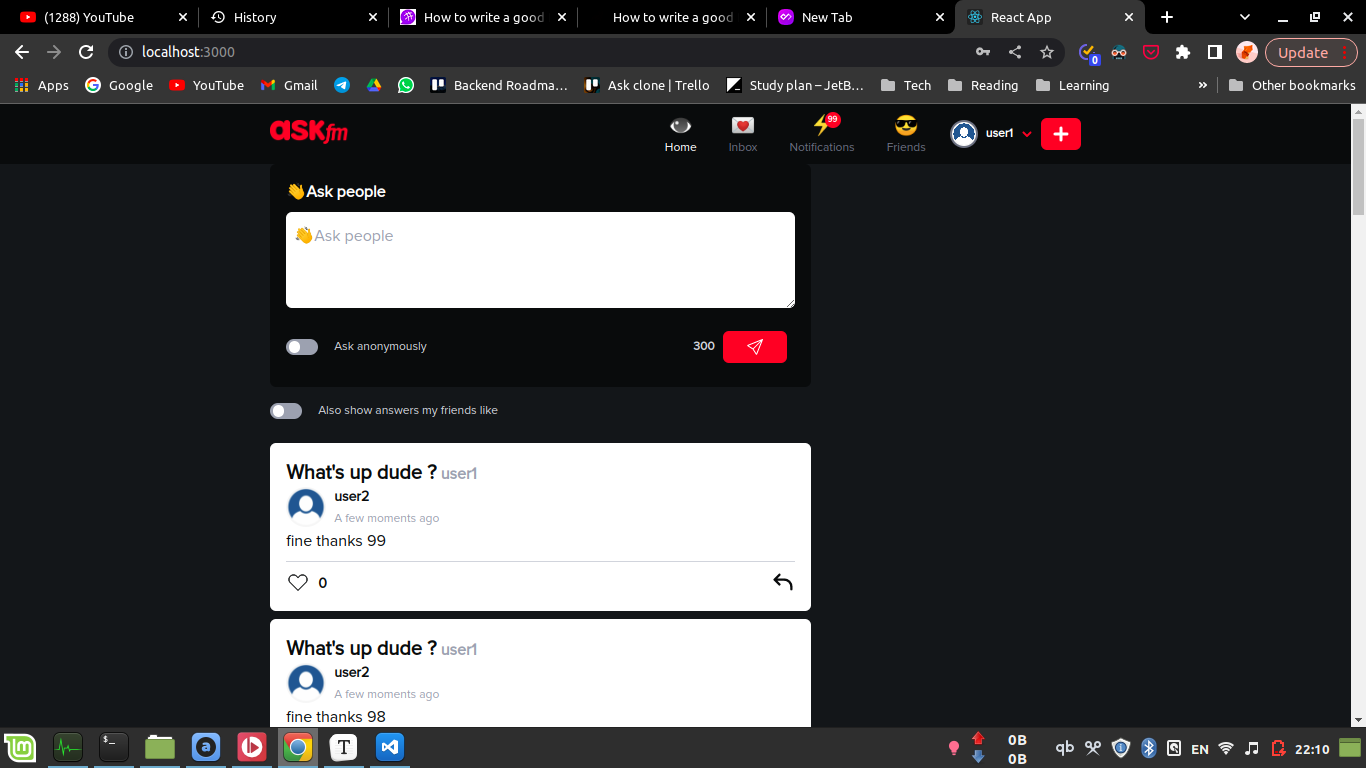 (1288) YouTube
History
How to write a good
How to write a good
New Tab
React App
localhost:3000
0
Update
Apps
Google
YouTube
Gmail
Backend Roadma...
Ask clone | Trello
Study plan – JetB...
Tech
Reading
Learning
»
Other bookmarks
ASKfm
Home
Inbox
99
Notifications
Friends
user1
👋Ask people
👋Ask people
Ask anonymously
300
Also show answers my friends like
What's up dude ? user1
user2
A few moments ago
fine thanks 99
0
What's up dude ? user1
user2
A few moments ago
fine thanks 98
$_
a
T
0B
0B
qb
EN
22:10